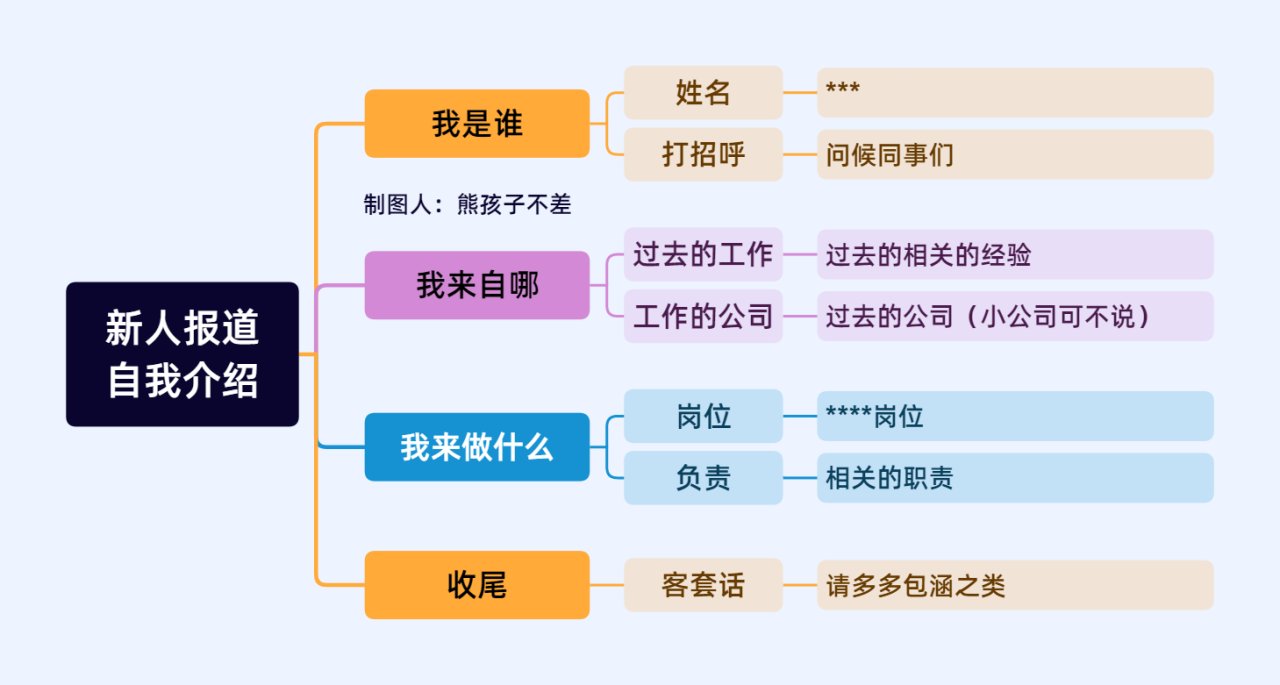 新人报道
自我介绍
我是谁
姓名
***
打招呼
问候同事们
制图人：熊孩子不差
我来自哪
过去的工作
过去的相关的经验
工作的公司
过去的公司（小公司可不说）
我来做什么
岗位
****岗位
负责
相关的职责
收尾
客套话
请多多包涵之类